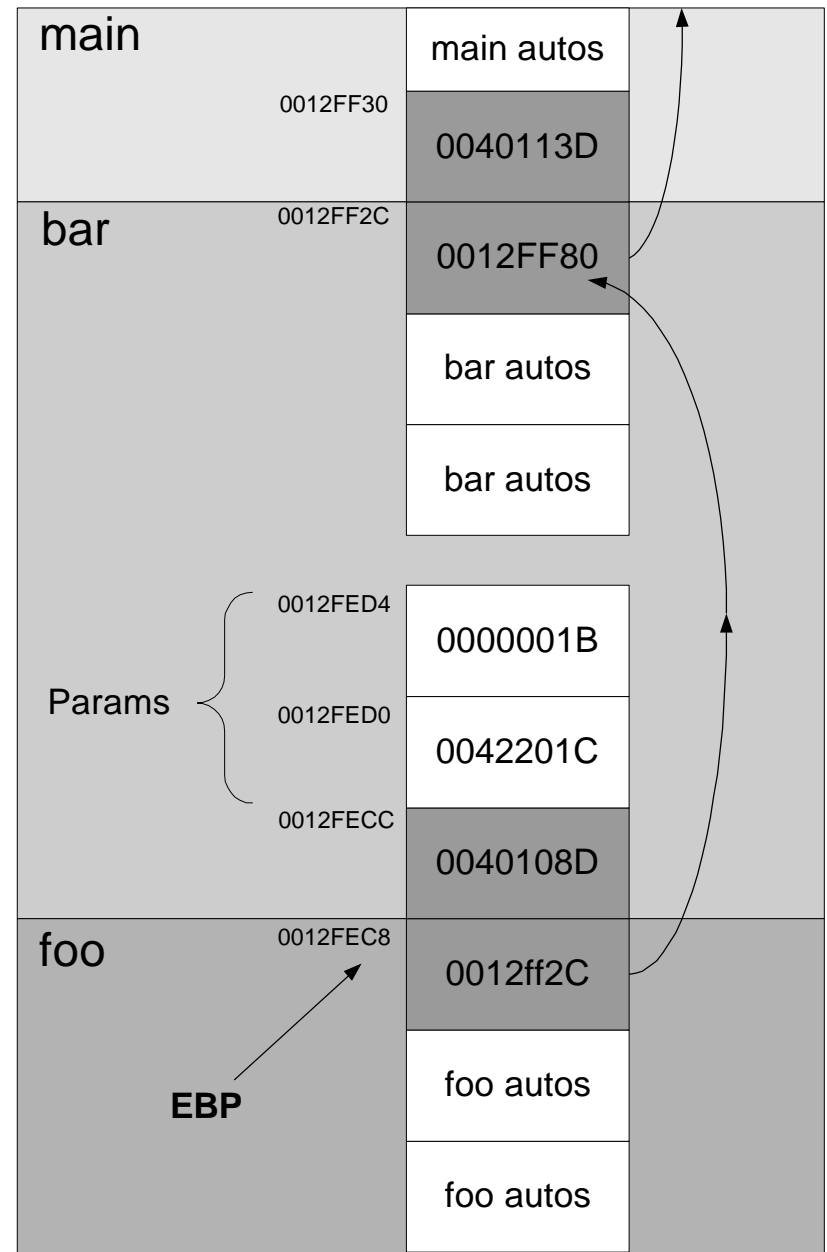 main
main autos
0012FF30
0040113D
bar
0012FF2C
0012FF80
bar autos
bar autos
0012FED4
0000001B
Params
0012FED0
0042201C
0012FECC
0040108D
foo
0012FEC8
0012ff2C
EBP
foo autos
foo autos